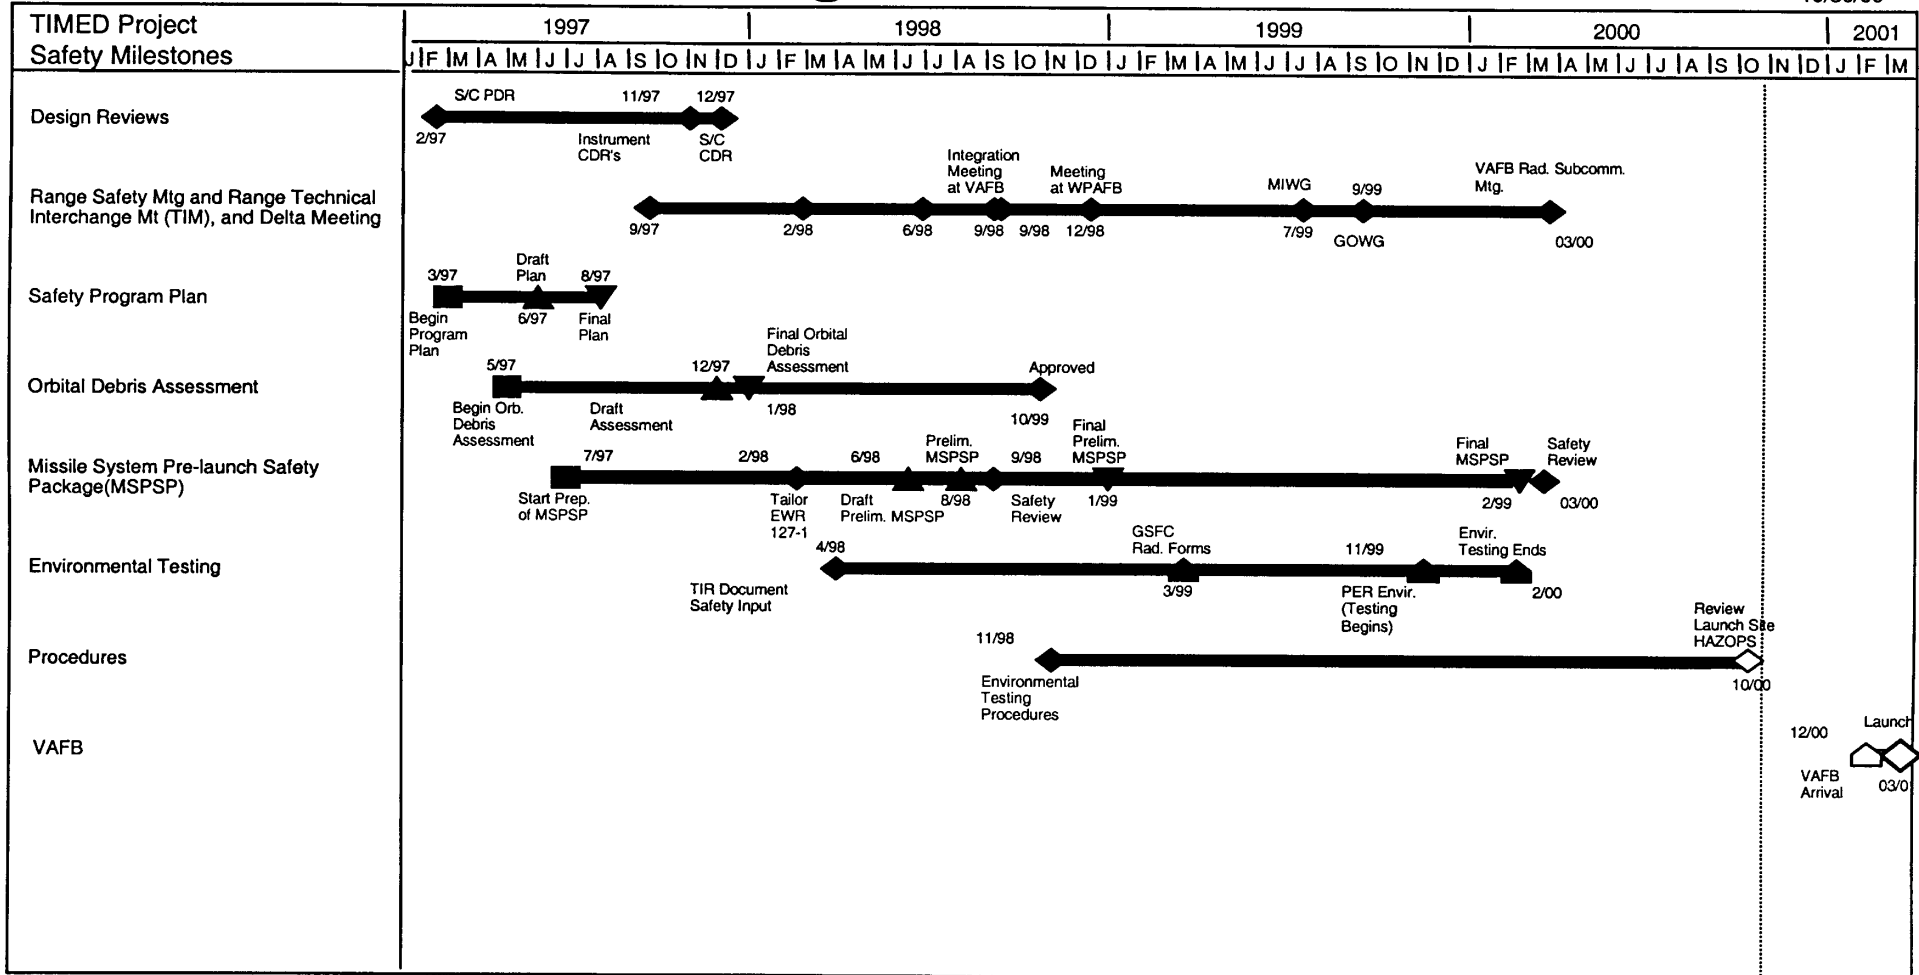 TIMED Project
Safety Milestones
1997 1998 1999 2000 2001
J F M A M J J A S O N D J F M A M J J A S O N D J F M A M J J A S O N D J F M A M J J A S O N D J F M
Design Reviews
S/C PDR 11/97 12/97
2/97 Instrument CDR's
S/C CDR
Range Safety Mtg and Range Technical
Interchange Mt (TIM), and Delta Meeting
Integration
Meeting
at VAFB
Meeting
at WPAFB
MIWG
9/99
VAFB Rad. Subcomm.
Mtg.
9/97 2/98 6/98 9/98 9/98 12/98 7/99
GOWG
03/00
Safety Program Plan
3/97
Draft
Plan
8/97
Begin
Program
Plan
6/97
Final
Plan
Orbital Debris Assessment
5/97
12/97
Final Orbital
Debris
Assessment
Approved
Begin Orb.
Debris
Assessment
Draft
Assessment
1/98
10/99
Missile System Pre-launch Safety
Package(MSPSP)
7/97
2/98
6/98
Prelim.
MSPSP
9/98
Final
Prelim.
MSPSP
Final
MSPSP
Safety
Review
Start Prep.
of MSPSP
Tailor
EWR
127-1
Draft
Prelim. MSPSP
8/98
Safety
Review
1/99
2/99
03/00
Environmental Testing
4/98
GSFC
Rad. Forms
11/99
Envir.
Testing Ends
TIR Document
Safety Input
3/99
PER Envir.
(Testing
Begins)
2/00
Procedures
11/98
Review
Launch Site
HAZOPS
Environmental
Testing
Procedures
10/00
VAFB
12/00
Launch
VAFB
Arrival
03/0